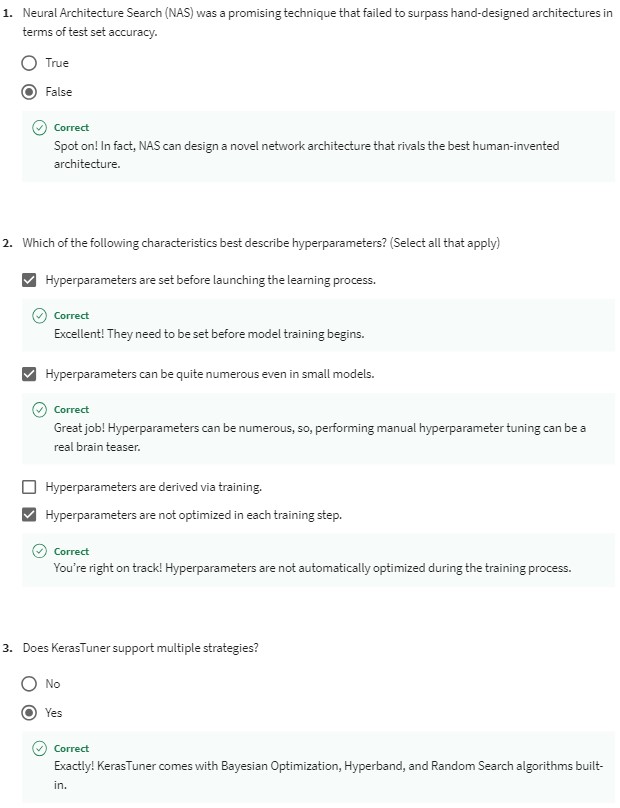 1. Neural Architecture Search (NAS) was a promising technique that failed to surpass hand-designed architectures in
terms of test set accuracy.
True
False
Correct
Spot on! In fact, NAS can design a novel network architecture that rivals the best human-invented
architecture.
2. Which of the following characteristics best describe hyperparameters? (Select all that apply)
Hyperparameters are set before launching the learning process.
Correct
Excellent! They need to be set before model training begins.
Hyperparameters can be quite numerous even in small models.
Correct
Great job! Hyperparameters can be numerous, so, performing manual hyperparameter tuning can be a
real brain teaser.
Hyperparameters are derived via training.
Hyperparameters are not optimized in each training step.
Correct
You're right on track! Hyperparameters are not automatically optimized during the training process.
3. Does KerasTuner support multiple strategies?
No
Yes
Correct
Exactly! KerasTuner comes with Bayesian Optimization, Hyperband, and Random Search algorithms built-
in.